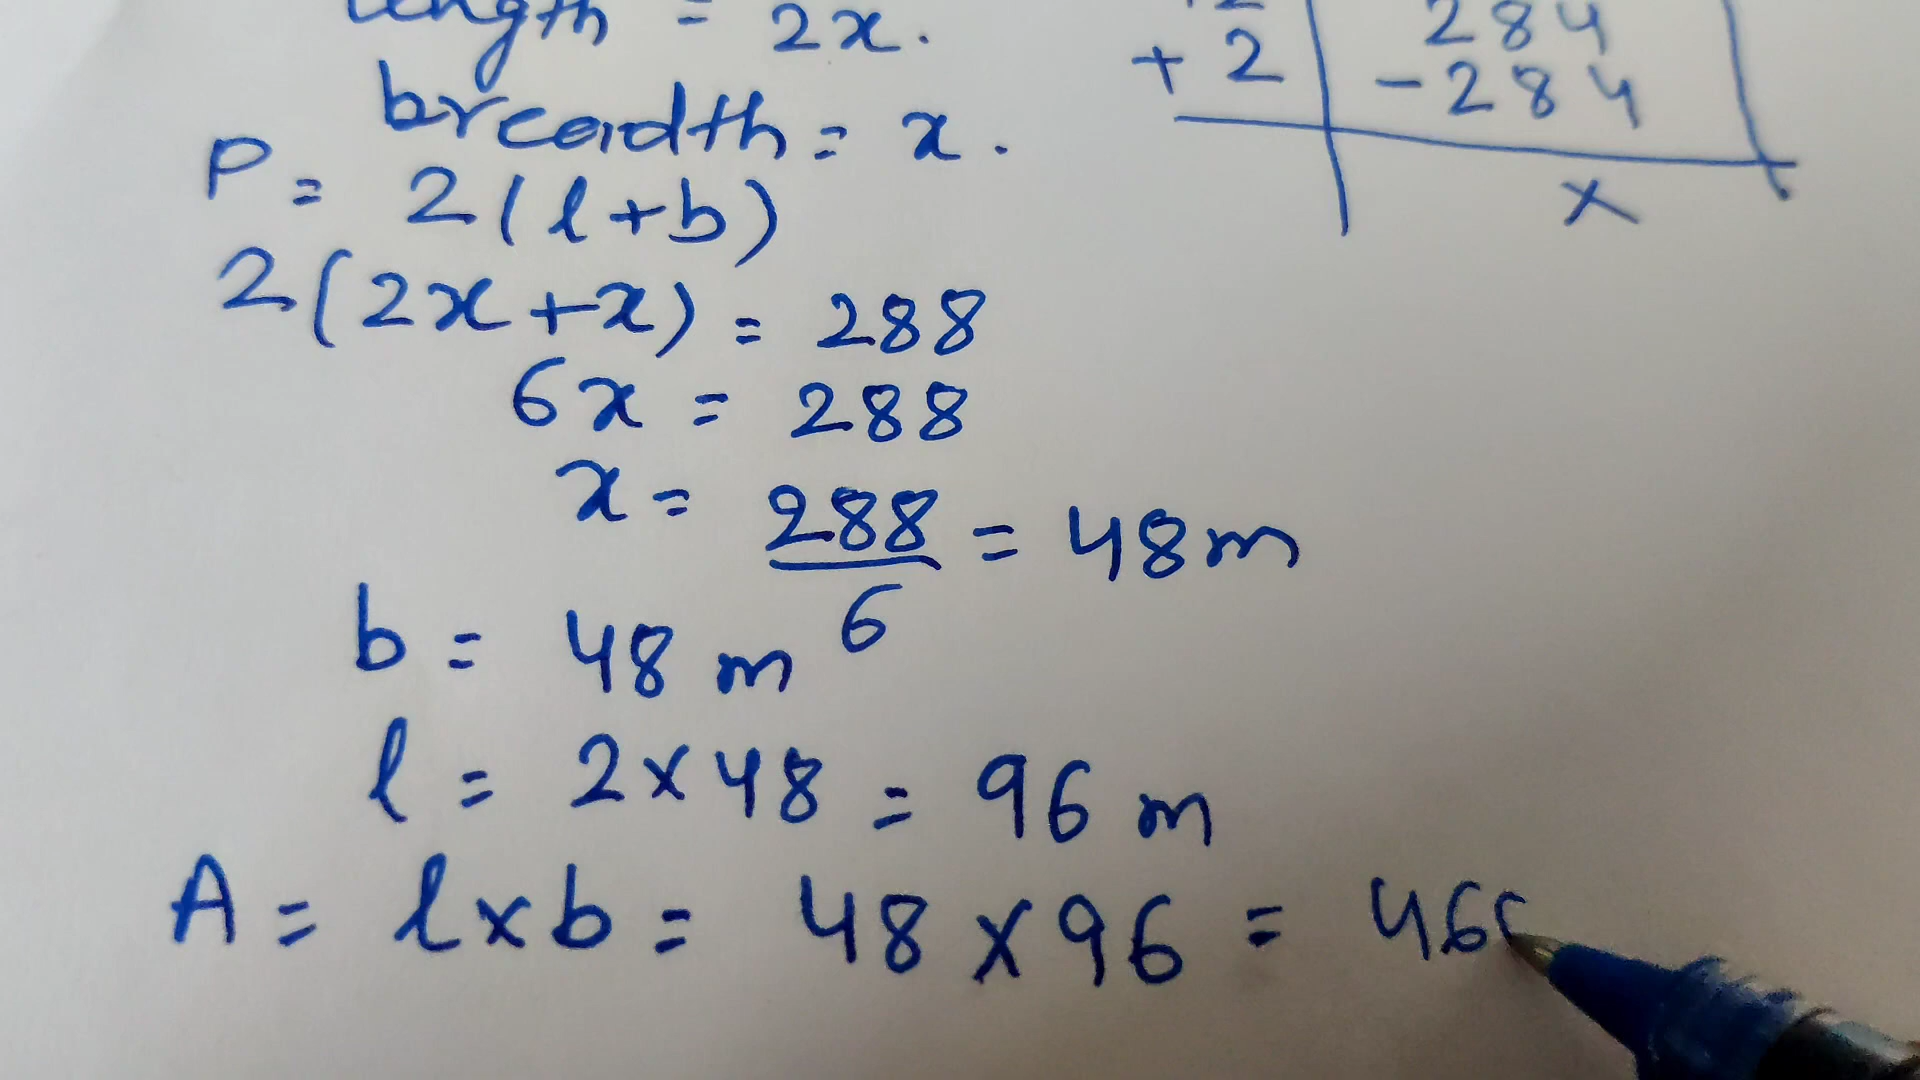 length = 2x.
breadth = x.
P = 2(l+b)
2(2x+x) = 288
6x = 288
x = 288/6 = 48m
b = 48 m
l = 2×48 = 96 m
A = l×b = 48×96 = 46
+2 | 284
-284
x